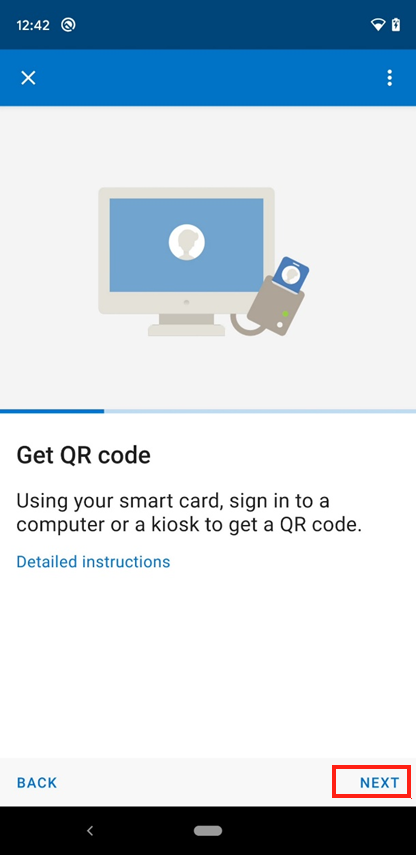 12:42
Get QR code
Using your smart card, sign in to a
computer or a kiosk to get a QR code.
Detailed instructions
BACK
NEXT